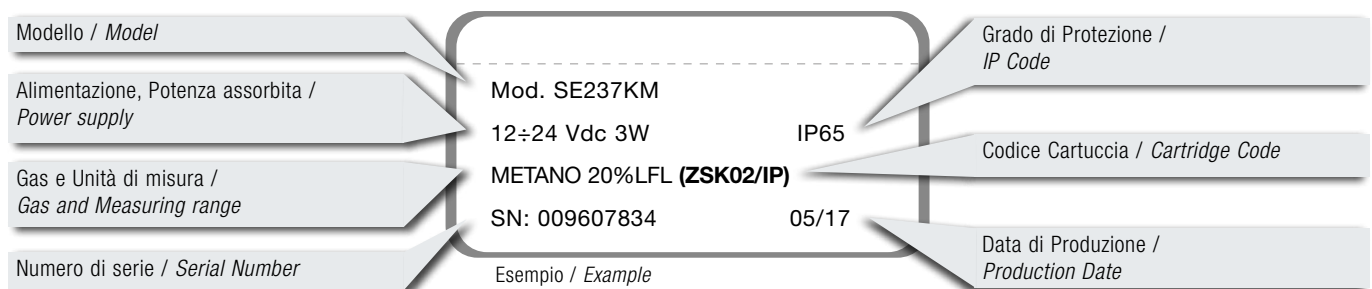 Modello / Model
Alimentazione, Potenza assorbita /
Power supply
Gas e Unità di misura /
Gas and Measuring range
Numero di serie / Serial Number
Mod. SE237KM
12÷24 Vdc 3W IP65
METANO 20%LFL (ZSK02/IP)
SN: 009607834 05/17
Esempio / Example
Grado di Protezione /
IP Code
Codice Cartuccia / Cartridge Code
Data di Produzione /
Production Date